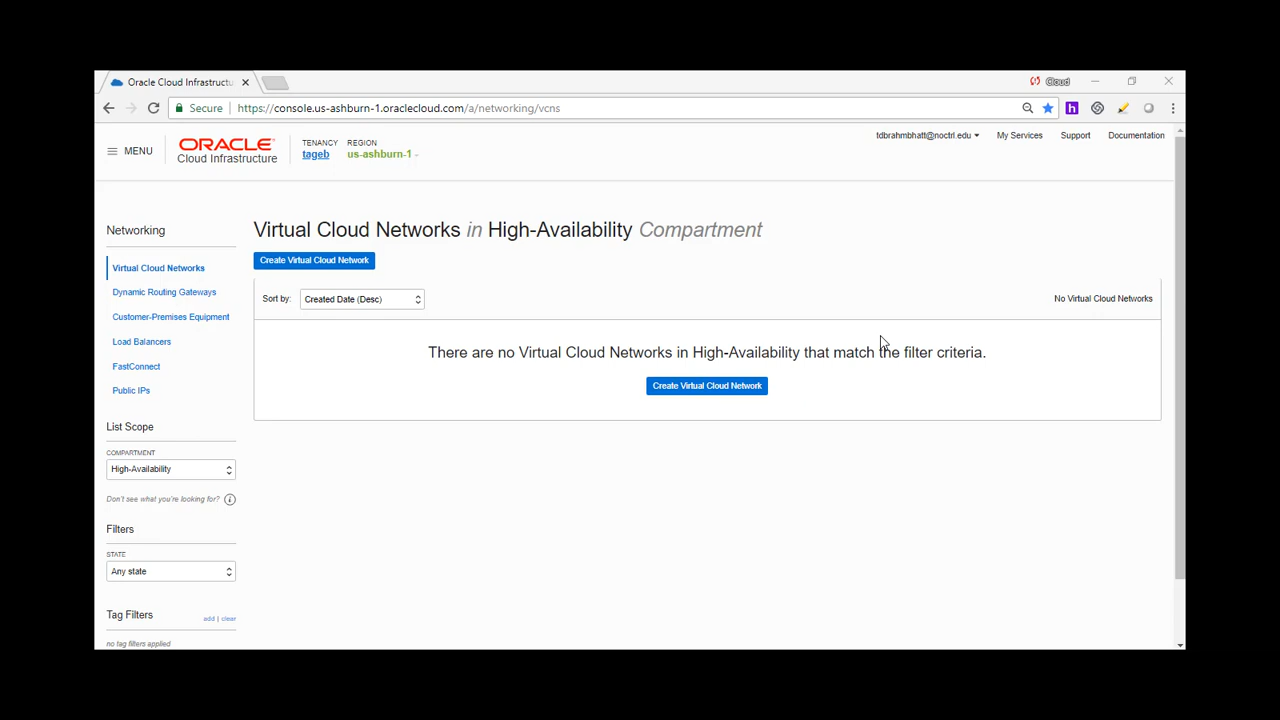 Oracle Cloud Infrastructu
Cloud
Secure https://console.us-ashburn-1.oraclecloud.com/a/networking/vcns
MENU
ORACLE
Cloud Infrastructure
TENANCY
tageb
REGION
us-ashburn-1
tdbrahmbhatt@noctrl.edu My Services Support Documentation
Networking
Virtual Cloud Networks
Dynamic Routing Gateways
Customer-Premises Equipment
Load Balancers
FastConnect
Public IPs
List Scope
COMPARTMENT
High-Availability
Don't see what you're looking for?
Filters
STATE
Any state
Tag Filters add | clear
no tag filters applied
Virtual Cloud Networks in High-Availability Compartment
Create Virtual Cloud Network
Sort by: Created Date (Desc) No Virtual Cloud Networks
There are no Virtual Cloud Networks in High-Availability that match the filter criteria.
Create Virtual Cloud Network